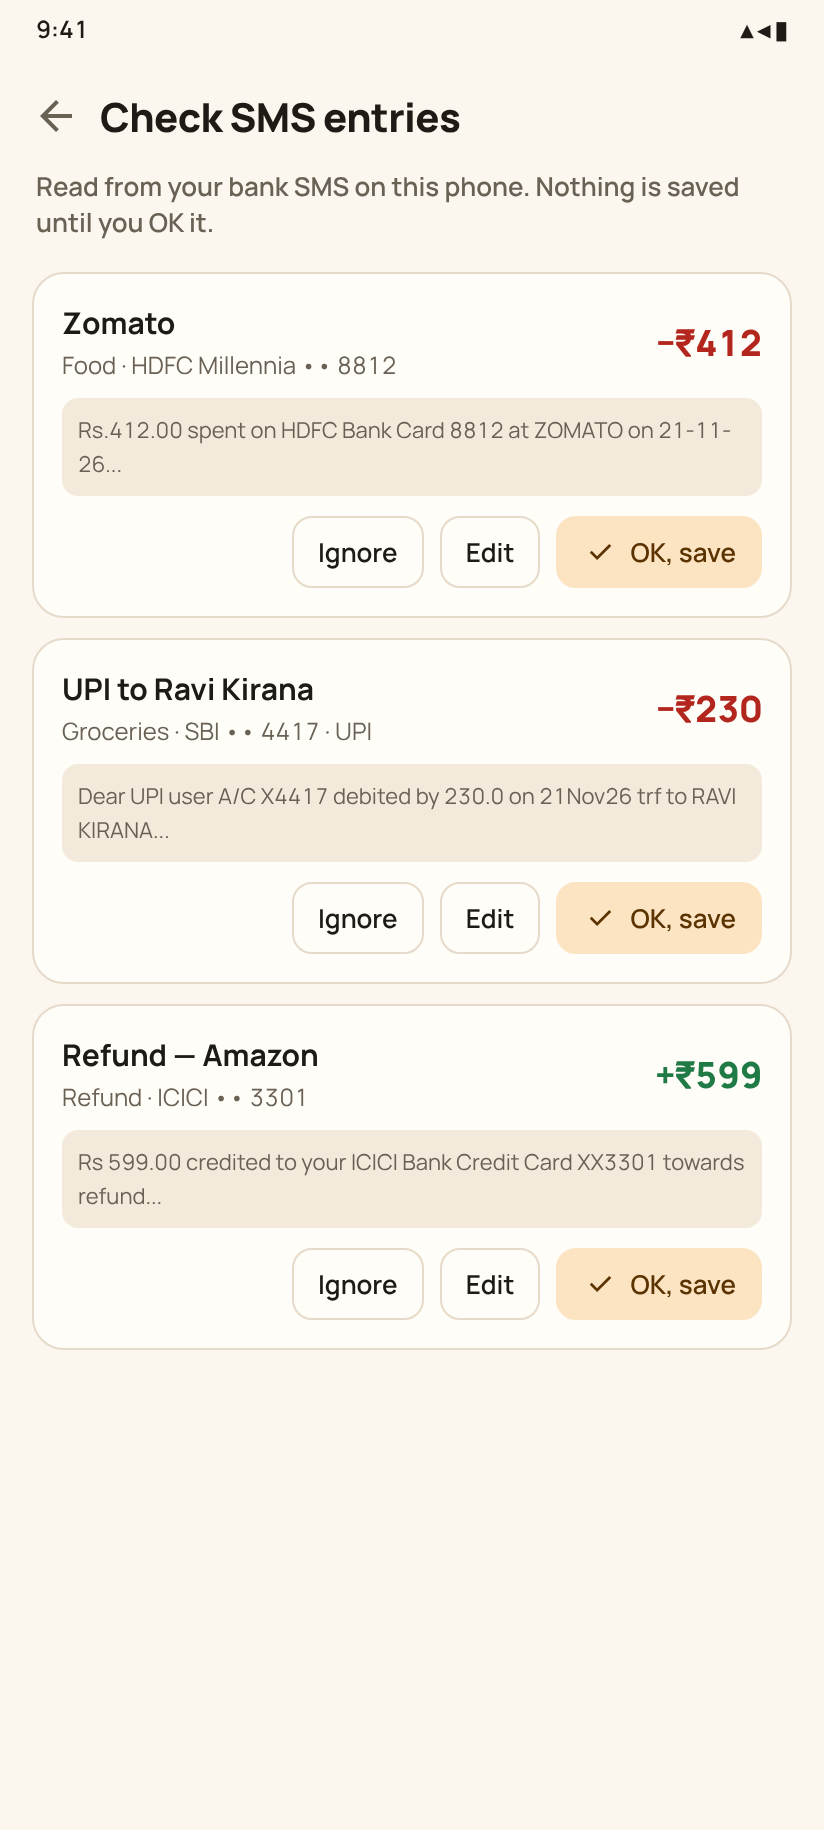 9:41
Check SMS entries
Read from your bank SMS on this phone. Nothing is saved
until you OK it.
Zomato
−₹412
Food · HDFC Millennia •• 8812
Rs.412.00 spent on HDFC Bank Card 8812 at ZOMATO on 21-11-
26...
Ignore
Edit
OK, save
UPI to Ravi Kirana
−₹230
Groceries · SBI •• 4417 · UPI
Dear UPI user A/C X4417 debited by 230.0 on 21Nov26 trf to RAVI
KIRANA...
Ignore
Edit
OK, save
Refund — Amazon
+₹599
Refund · ICICI •• 3301
Rs 599.00 credited to your ICICI Bank Credit Card XX3301 towards
refund...
Ignore
Edit
OK, save